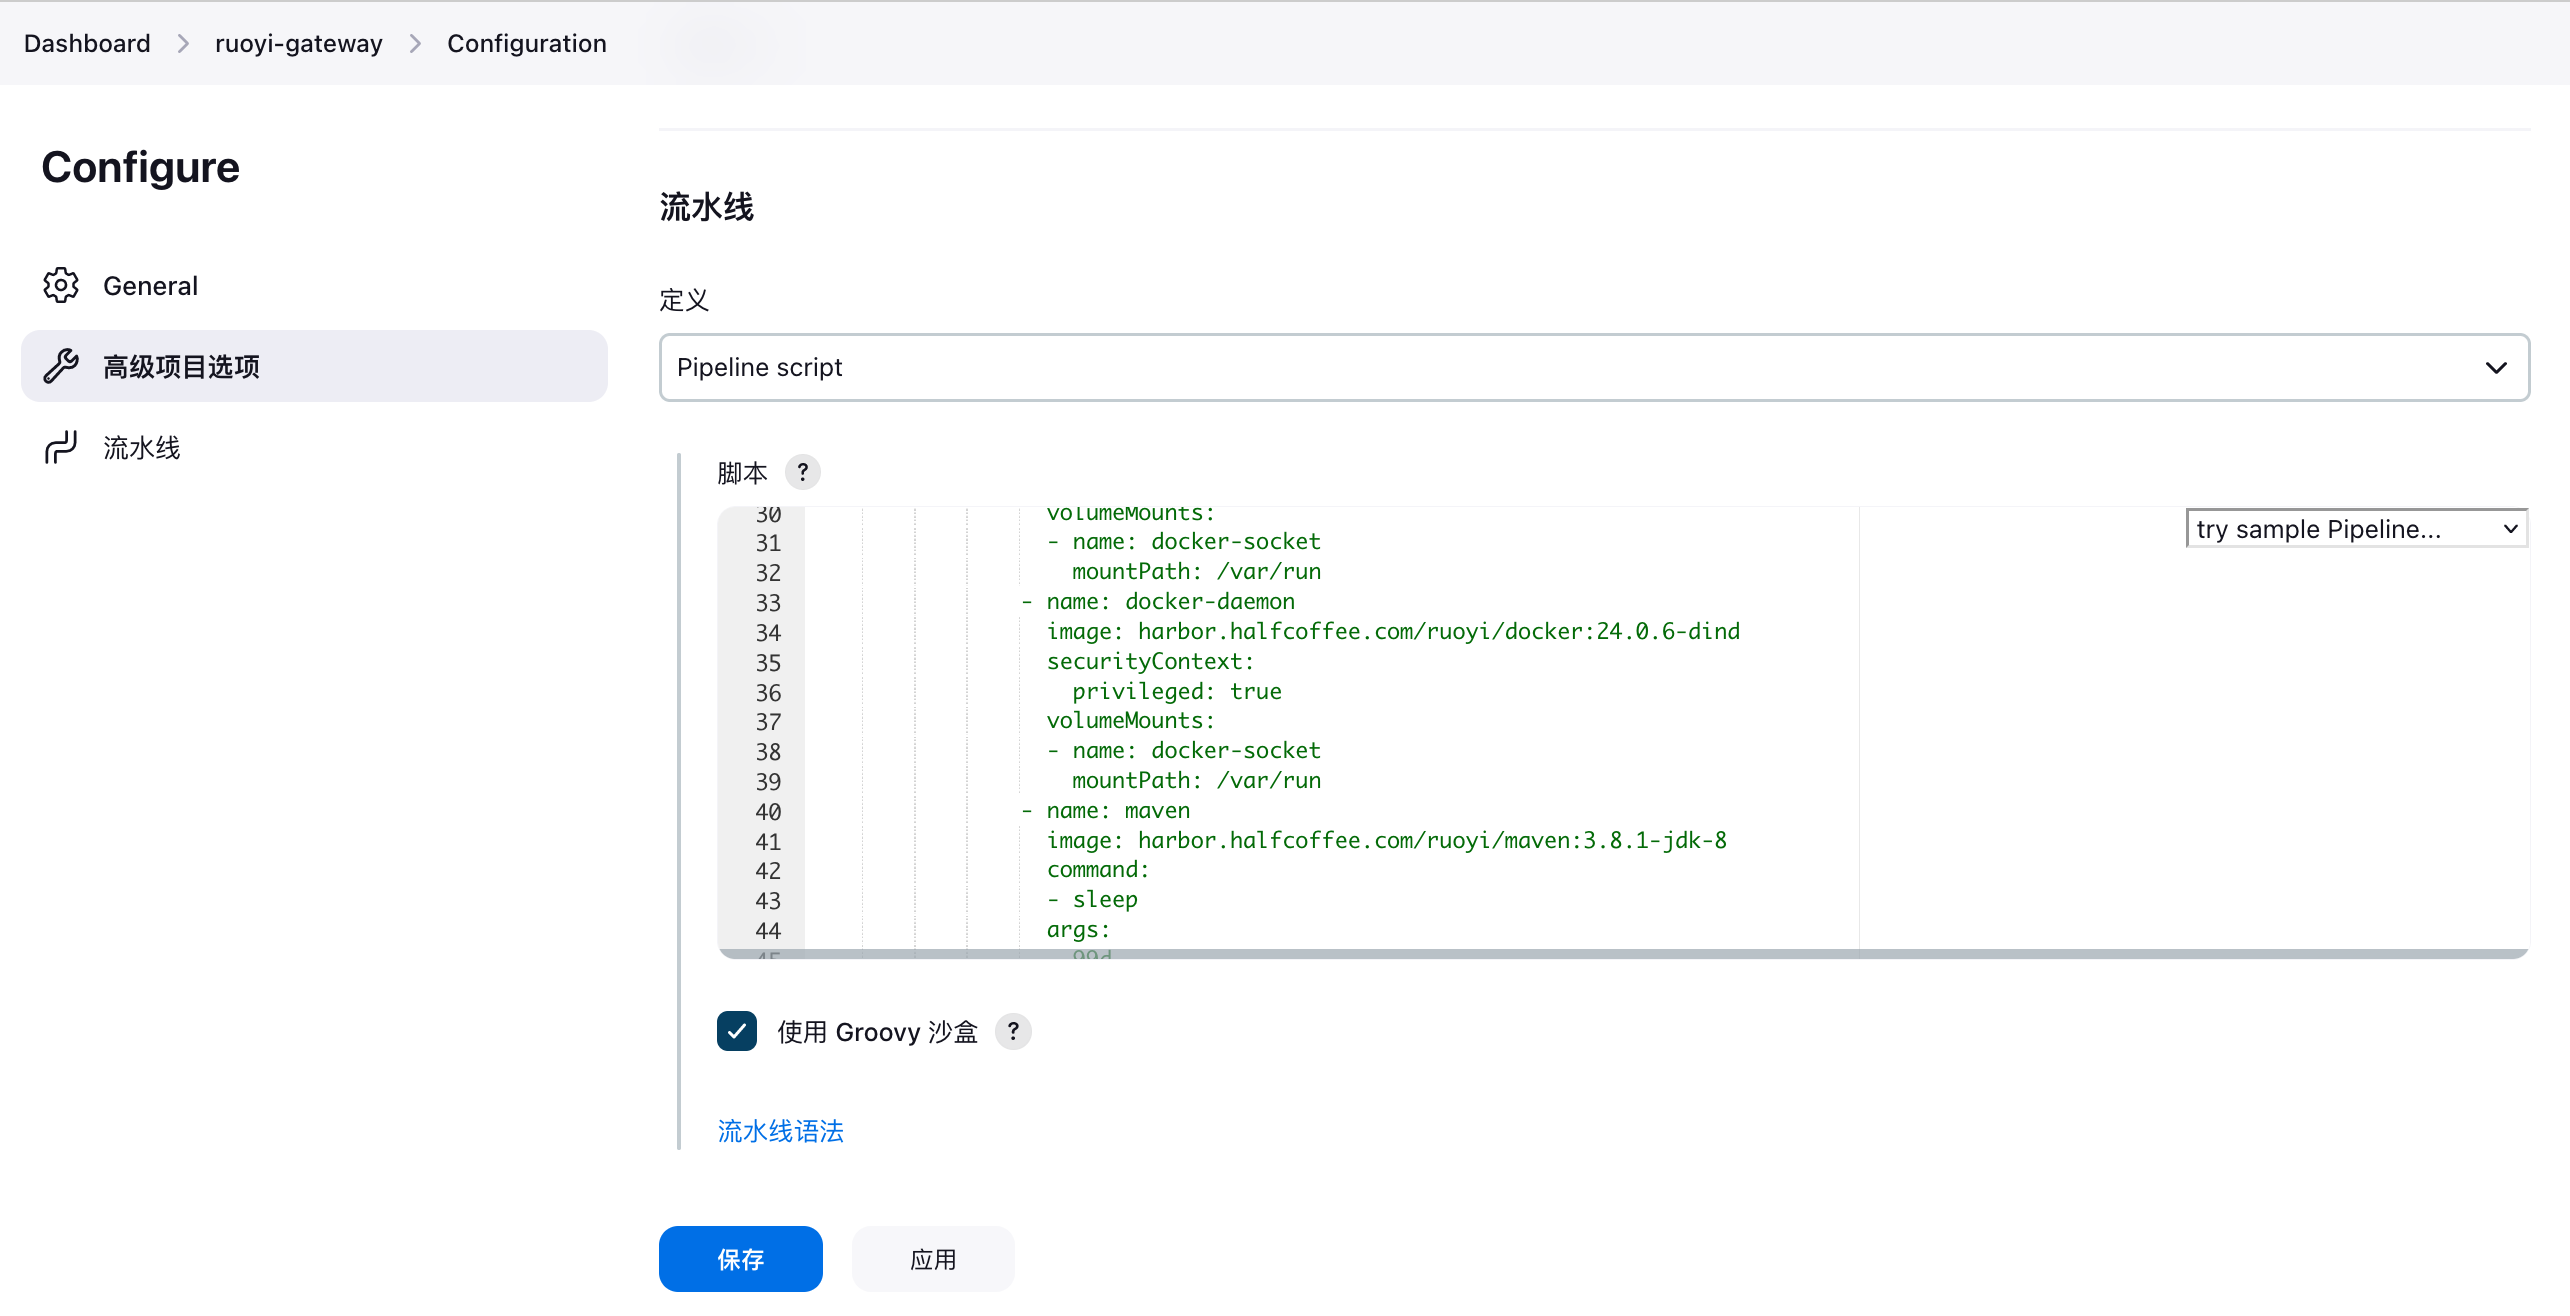 Dashboard
ruoyi-gateway
Configuration
Configure
General
高级项目选项
流水线
流水线
定义
Pipeline script
脚本 ?
try sample Pipeline...
30 volumeMounts:
31 - name: docker-socket
32 mountPath: /var/run
33 - name: docker-daemon
34 image: harbor.halfcoffee.com/ruoyi/docker:24.0.6-dind
35 securityContext:
36 privileged: true
37 volumeMounts:
38 - name: docker-socket
39 mountPath: /var/run
40 - name: maven
41 image: harbor.halfcoffee.com/ruoyi/maven:3.8.1-jdk-8
42 command:
43 - sleep
44 args:
45 99d
使用 Groovy 沙盒 ?
流水线语法
保存
应用